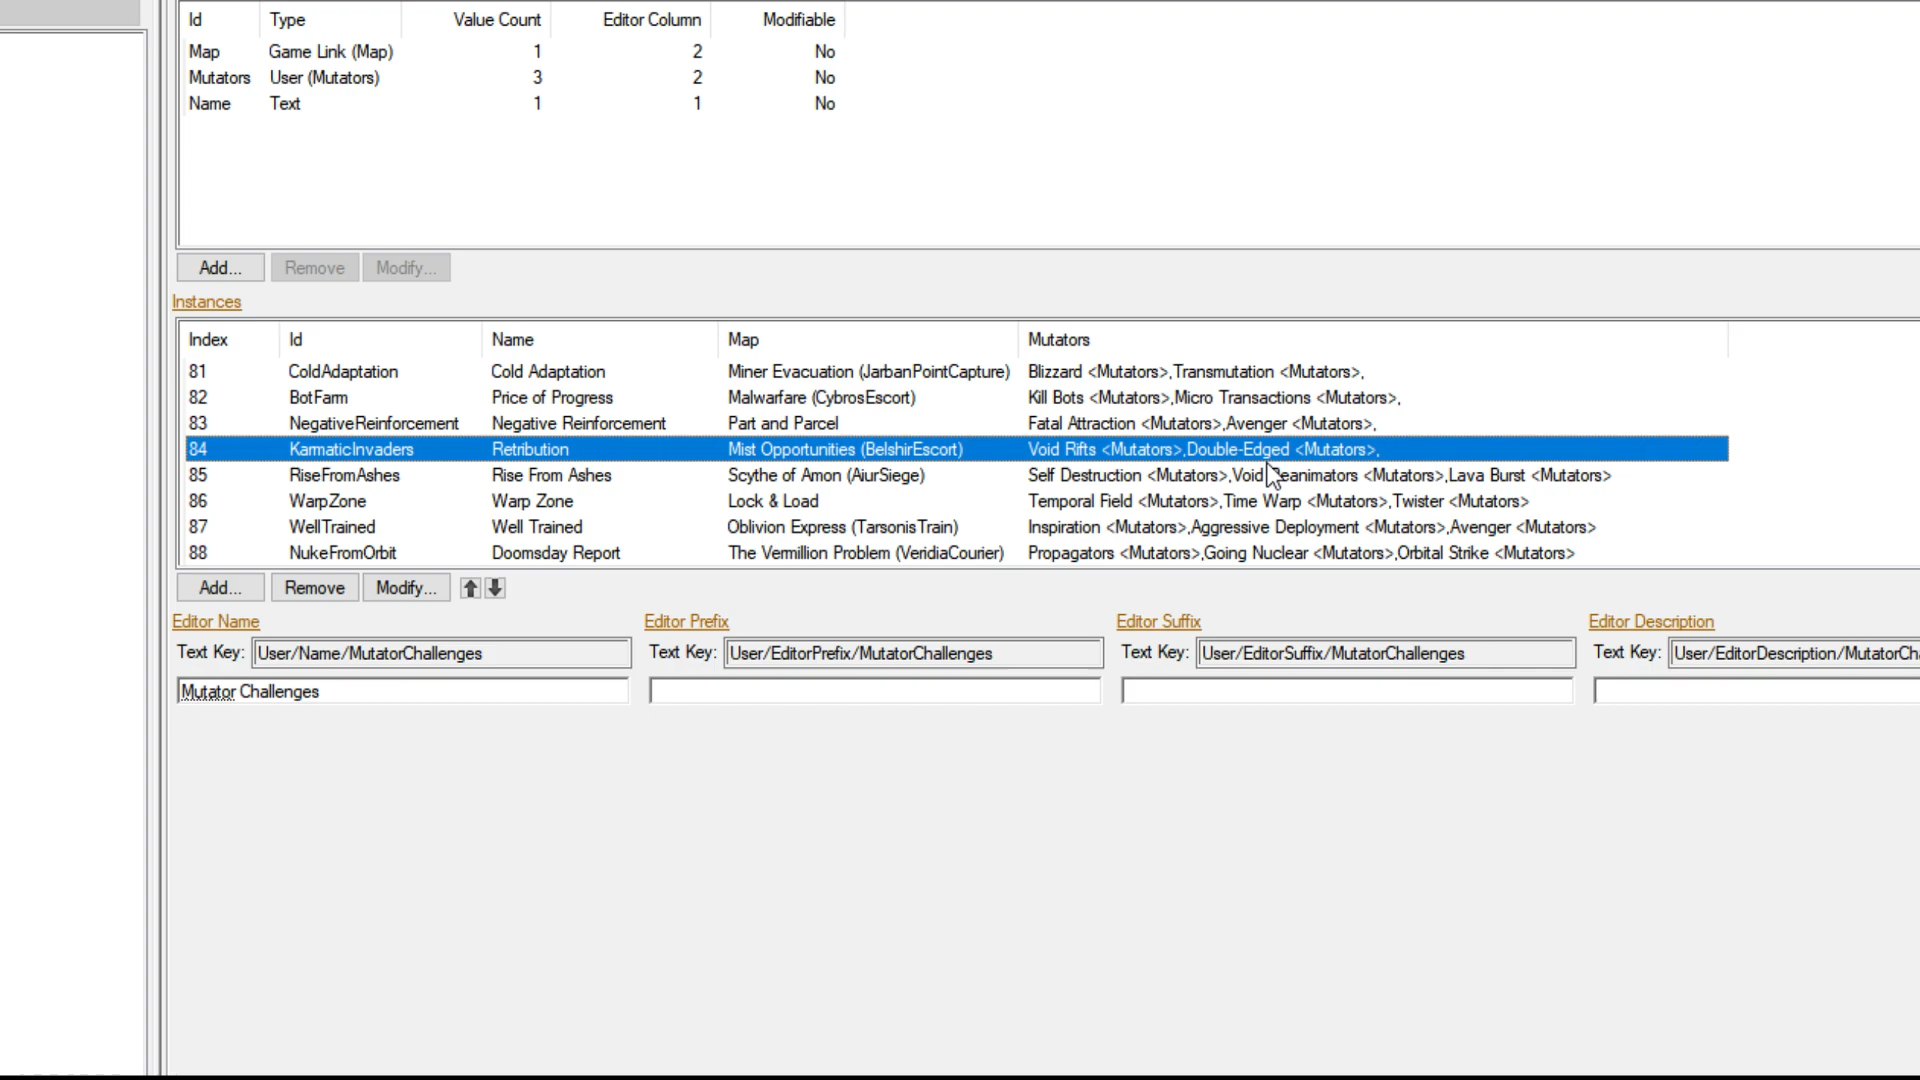 Id Type Value Count Editor Column Modifiable
Map Game Link (Map) 1 2 No
Mutators User (Mutators) 3 2 No
Name Text 1 1 No
Add... Remove Modify...
Instances
Index Id Name Map Mutators
81 ColdAdaptation Cold Adaptation Miner Evacuation (JarbanPointCapture) Blizzard <Mutators>,Transmutation <Mutators>,
82 BotFarm Price of Progress Malwarfare (CybrosEscort) Kill Bots <Mutators>,Micro Transactions <Mutators>,
83 NegativeReinforcement Negative Reinforcement Part and Parcel Fatal Attraction <Mutators>,Avenger <Mutators>,
84 KarmaticInvaders Retribution Mist Opportunities (BelshirEscort) Void Rifts <Mutators>,Double-Edged <Mutators>,
85 RiseFromAshes Rise From Ashes Scythe of Amon (AiurSiege) Self Destruction <Mutators>,Void Reanimators <Mutators>,Lava Burst <Mutators>
86 WarpZone Warp Zone Lock & Load Temporal Field <Mutators>,Time Warp <Mutators>,Twister <Mutators>
87 WellTrained Well Trained Oblivion Express (TarsonisTrain) Inspiration <Mutators>,Aggressive Deployment <Mutators>,Avenger <Mutators>
88 NukeFromOrbit Doomsday Report The Vermillion Problem (VeridiaCourier) Propagators <Mutators>,Going Nuclear <Mutators>,Orbital Strike <Mutators>
Add... Remove Modify...
Editor Name Editor Prefix Editor Suffix Editor Description
Text Key: User/Name/MutatorChallenges Text Key: User/EditorPrefix/MutatorChallenges Text Key: User/EditorSuffix/MutatorChallenges Text Key: User/EditorDescription/MutatorCha
Mutator Challenges